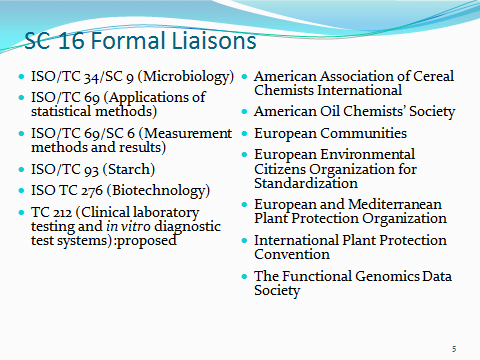 SC 16 Formal Liaisons
ISO/TC 34/SC 9 (Microbiology)
ISO/TC 69 (Applications of
statistical methods)
ISO/TC 69/SC 6 (Measurement
methods and results)
ISO/TC 93 (Starch)
ISO TC 276 (Biotechnology)
TC 212 (Clinical laboratory
testing and in vitro diagnostic
test systems):proposed
American Association of Cereal
Chemists International
American Oil Chemists’ Society
European Communities
European Environmental
Citizens Organization for
Standardization
European and Mediterranean
Plant Protection Organization
International Plant Protection
Convention
The Functional Genomics Data
Society
5